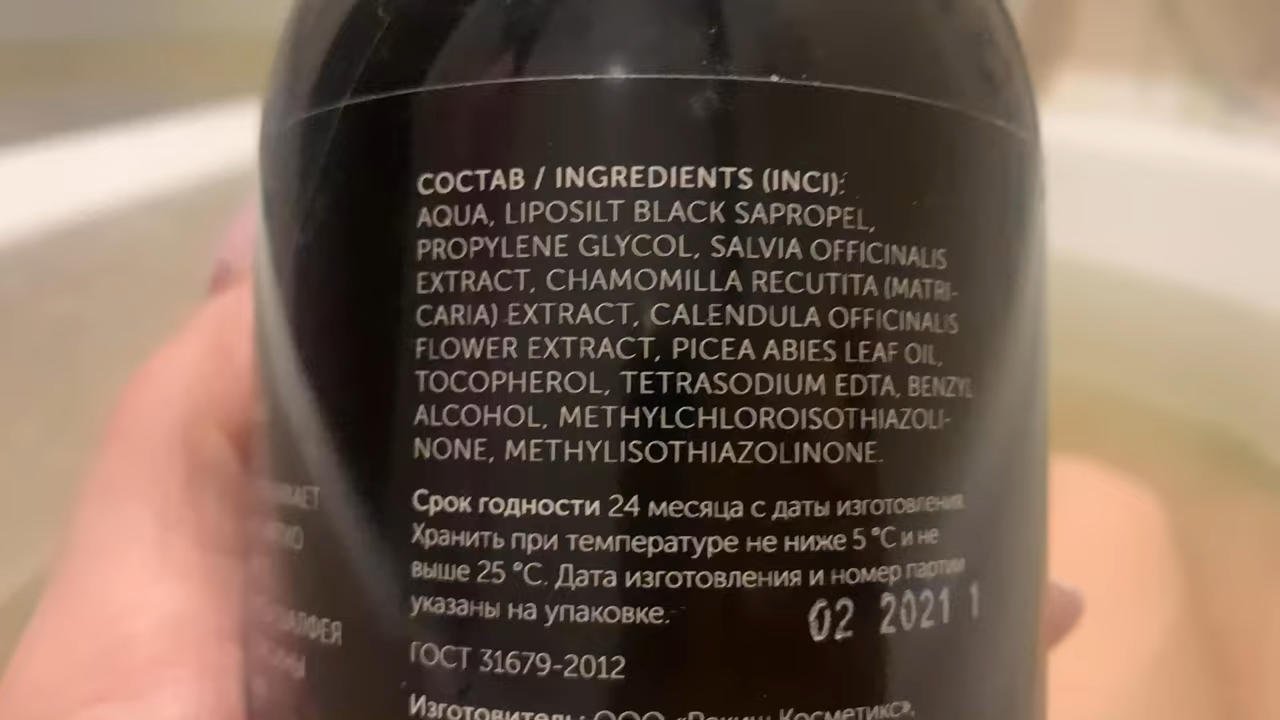 СОСТАВ / INGREDIENTS (INCI):
AQUA, LIPOSILT BLACK SAPROPEL,
PROPYLENE GLYCOL, SALVIA OFFICINALIS
EXTRACT, CHAMOMILLA RECUTITA (MATRI-
CARIA) EXTRACT, CALENDULA OFFICINALIS
FLOWER EXTRACT, PICEA ABIES LEAF OIL,
TOCOPHEROL, TETRASODIUM EDTA, BENZYL
ALCOHOL, METHYLCHLOROISOTHIAZOLI-
NONE, METHYLISOTHIAZOLINONE.
Срок годности 24 месяца с даты изготовления.
Хранить при температуре не ниже 5 °C и не
выше 25 °C. Дата изготовления и номер партии
указаны на упаковке.
02 2021 1
ГОСТ 31679-2012
Изготовитель: ООО Косметикс»,